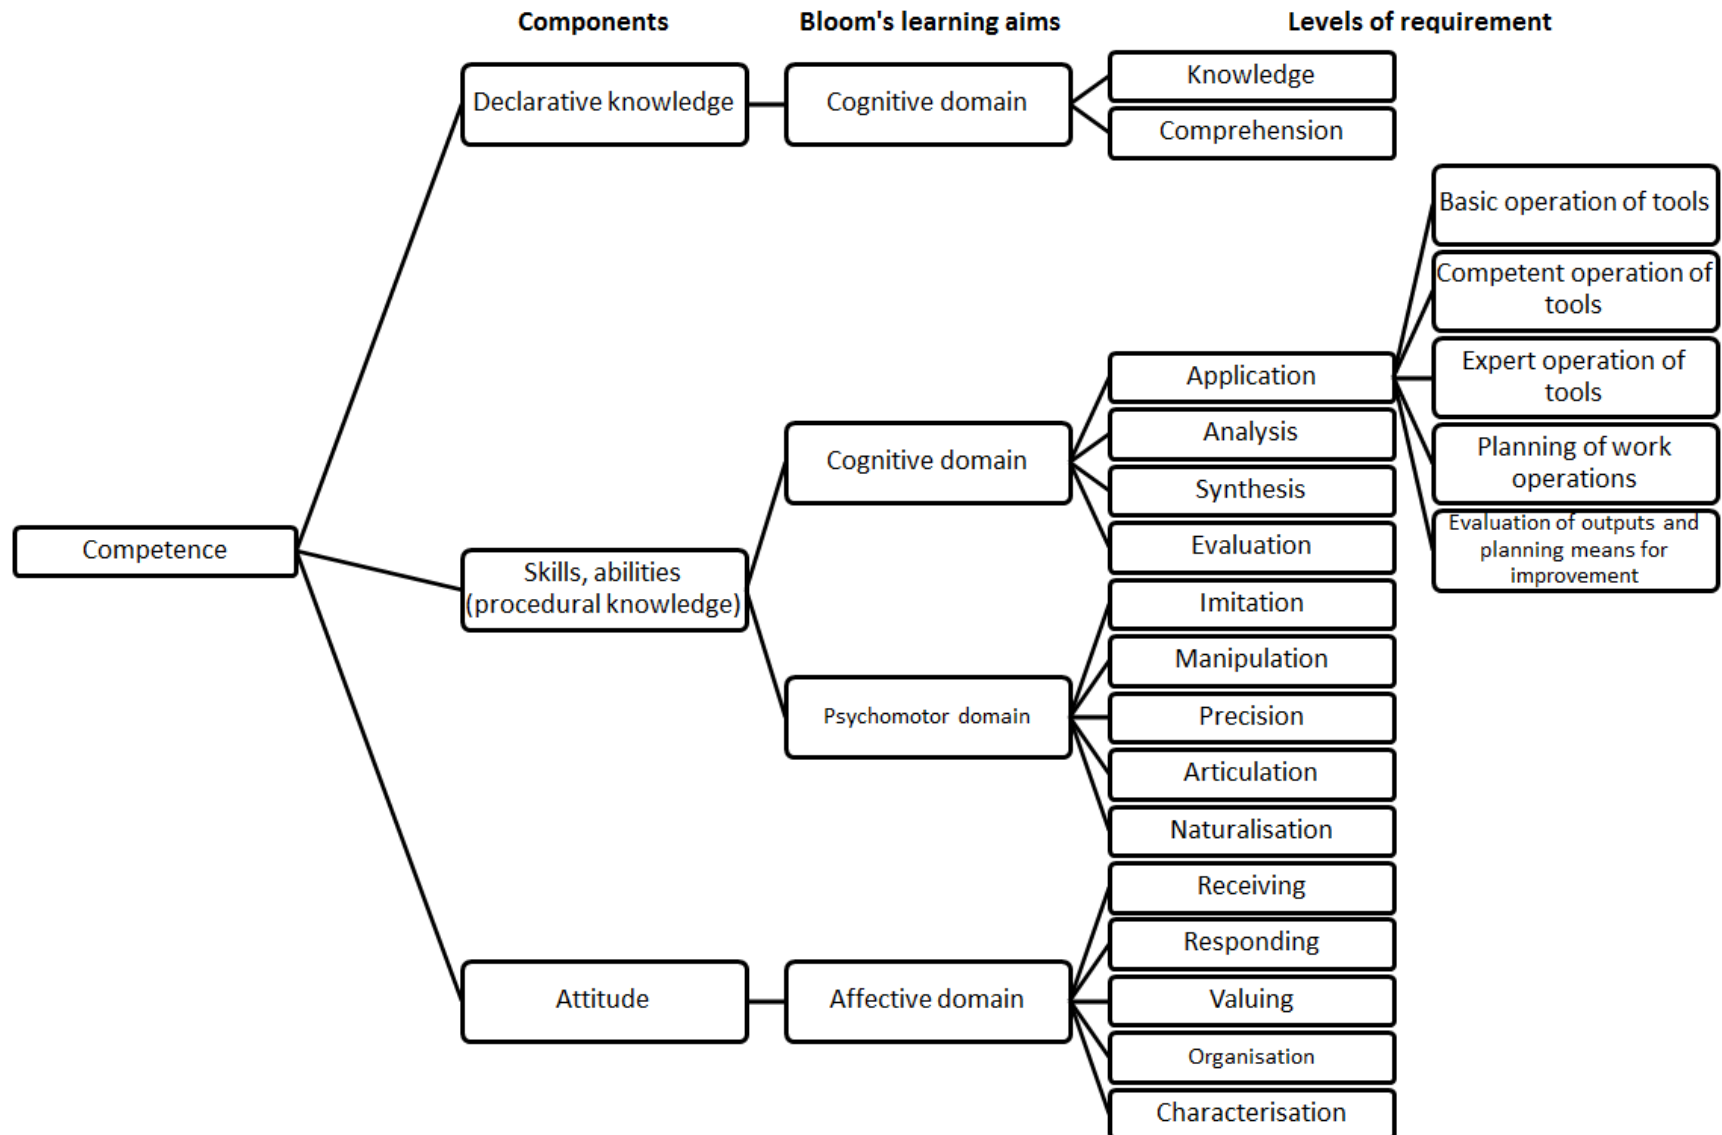 Components
Bloom's learning aims
Levels of requirement
Competence
Declarative knowledge
Cognitive domain
Knowledge
Comprehension
Skills, abilities
(procedural knowledge)
Cognitive domain
Application
Basic operation of tools
Competent operation of
tools
Expert operation of
tools
Planning of work
operations
Evaluation of outputs and
planning means for
improvement
Analysis
Synthesis
Evaluation
Psychomotor domain
Imitation
Manipulation
Precision
Articulation
Naturalisation
Attitude
Affective domain
Receiving
Responding
Valuing
Organisation
Characterisation